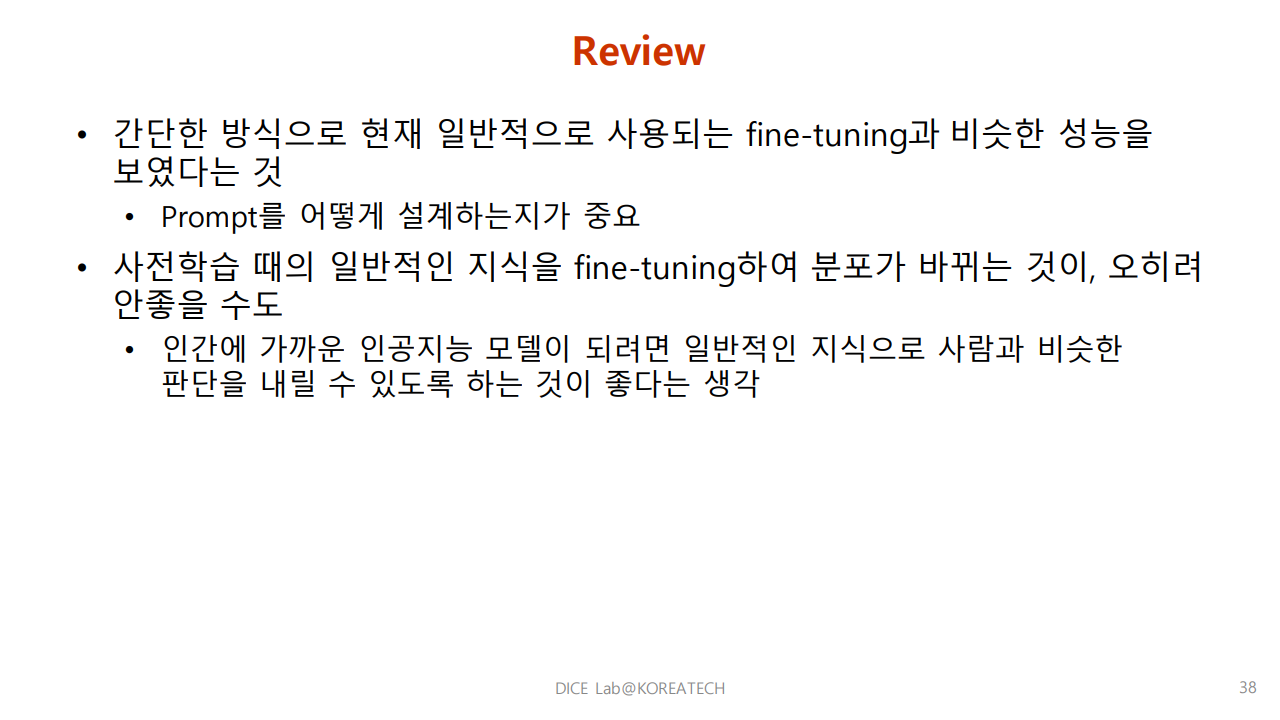 Review
• 간단한 방식으로 현재 일반적으로 사용되는 fine-tuning과 비슷한 성능을
보였다는 것
• Prompt를 어떻게 설계하는지가 중요
• 사전학습 때의 일반적인 지식을 fine-tuning하여 분포가 바뀌는 것이, 오히려
안좋을 수도
• 인간에 가까운 인공지능 모델이 되려면 일반적인 지식으로 사람과 비슷한
판단을 내릴 수 있도록 하는 것이 좋다는 생각
DICE Lab@KOREATECH
38